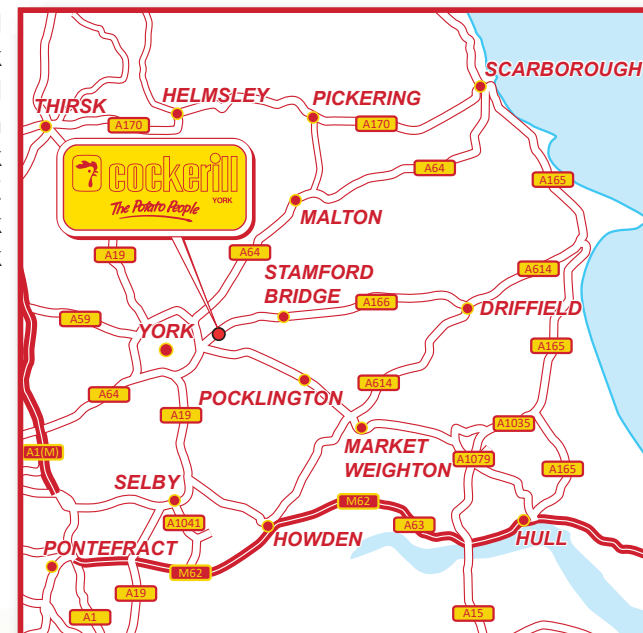 SCARBOROUGH
HELMSLEY
PICKERING
THIRSK
A170
A170
A64
A165
cockerill
YORK
The Potato People
MALTON
A19
A64
STAMFORD
BRIDGE
A614
A166
DRIFFIELD
A59
YORK
A165
A64
POCKLINGTON
A614
A19
A1035
MARKET
WEIGHTON
A1(M)
A1079
A165
SELBY
M62
A1041
A63
HOWDEN
HULL
PONTEFRACT
M62
A19
A1
A15